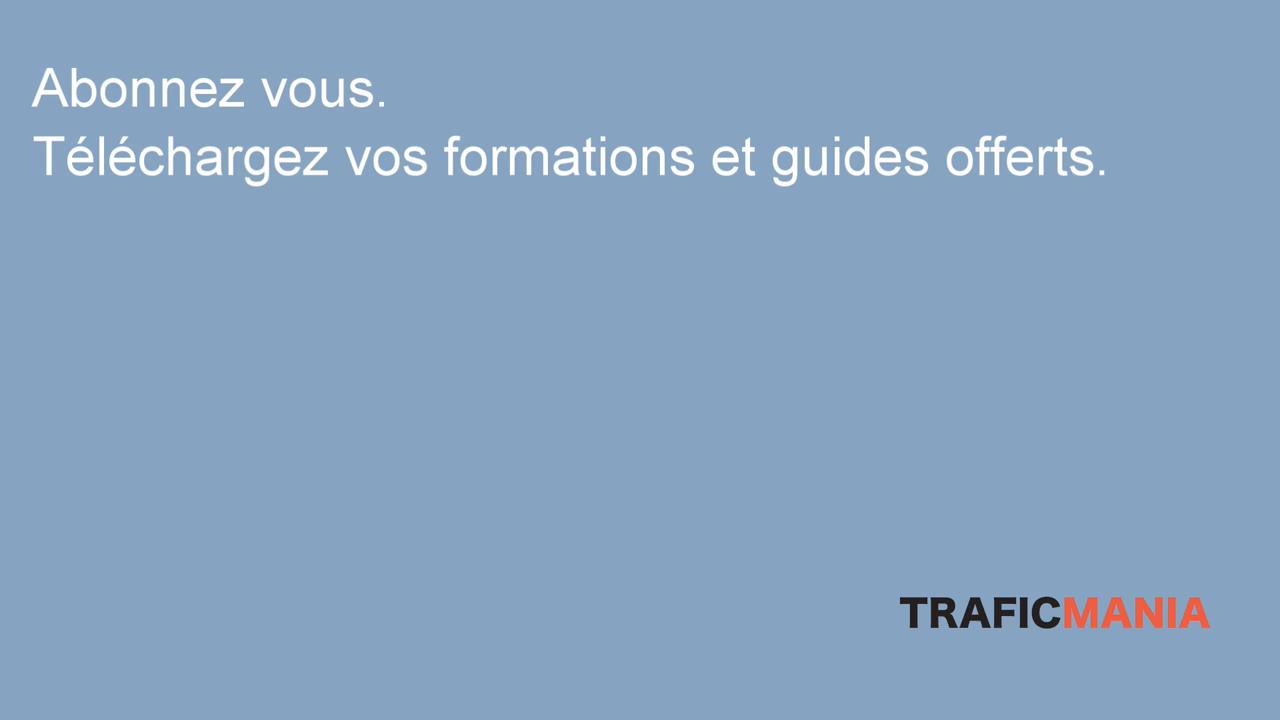 Abonnez vous.
Téléchargez vos formations et guides offerts.
TRAFICMANIA